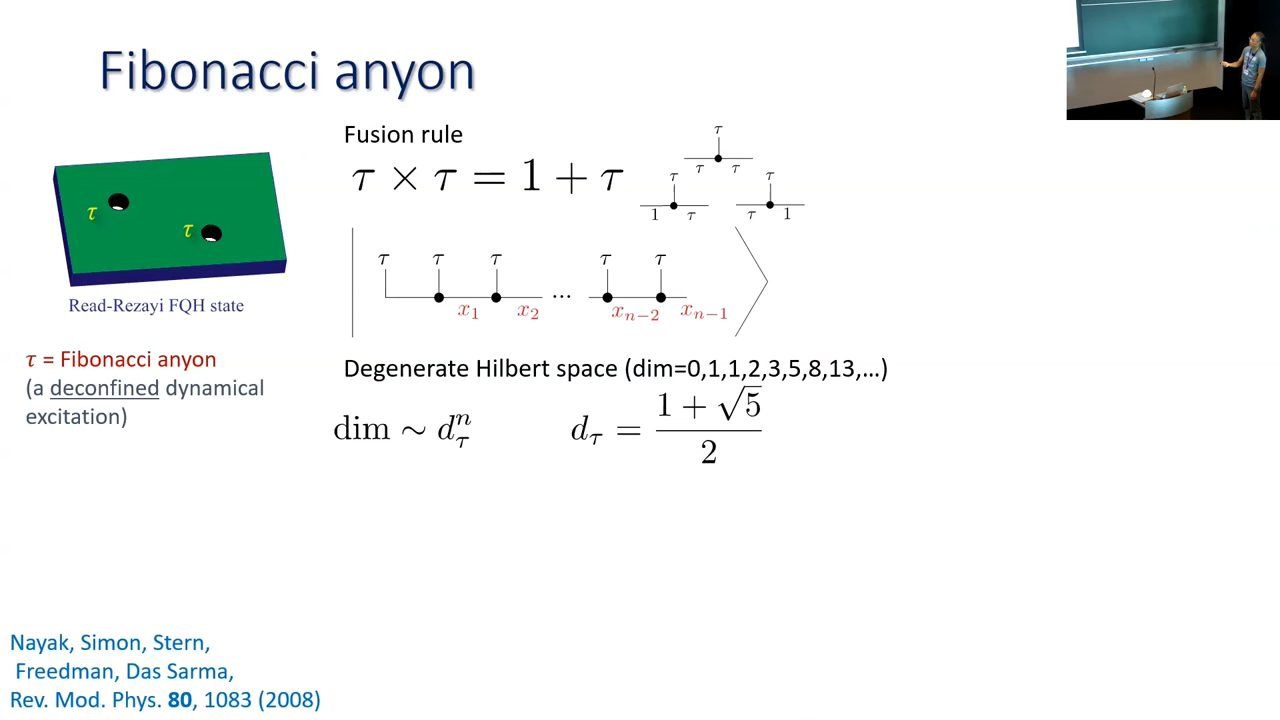 Fibonacci anyon
Fusion rule
τ × τ = 1 + τ
τ
τ τ
τ τ
1 τ τ 1
τ τ
τ τ τ τ τ
x₁ x₂ ... xₙ₋₂ xₙ₋₁
Read-Rezayi FQH state
τ = Fibonacci anyon
(a deconfined dynamical
excitation)
Degenerate Hilbert space (dim=0,1,1,2,3,5,8,13,...)
dim ∼ d_τ^n d_τ = (1 + √5) / 2
Nayak, Simon, Stern,
Freedman, Das Sarma,
Rev. Mod. Phys. 80, 1083 (2008)